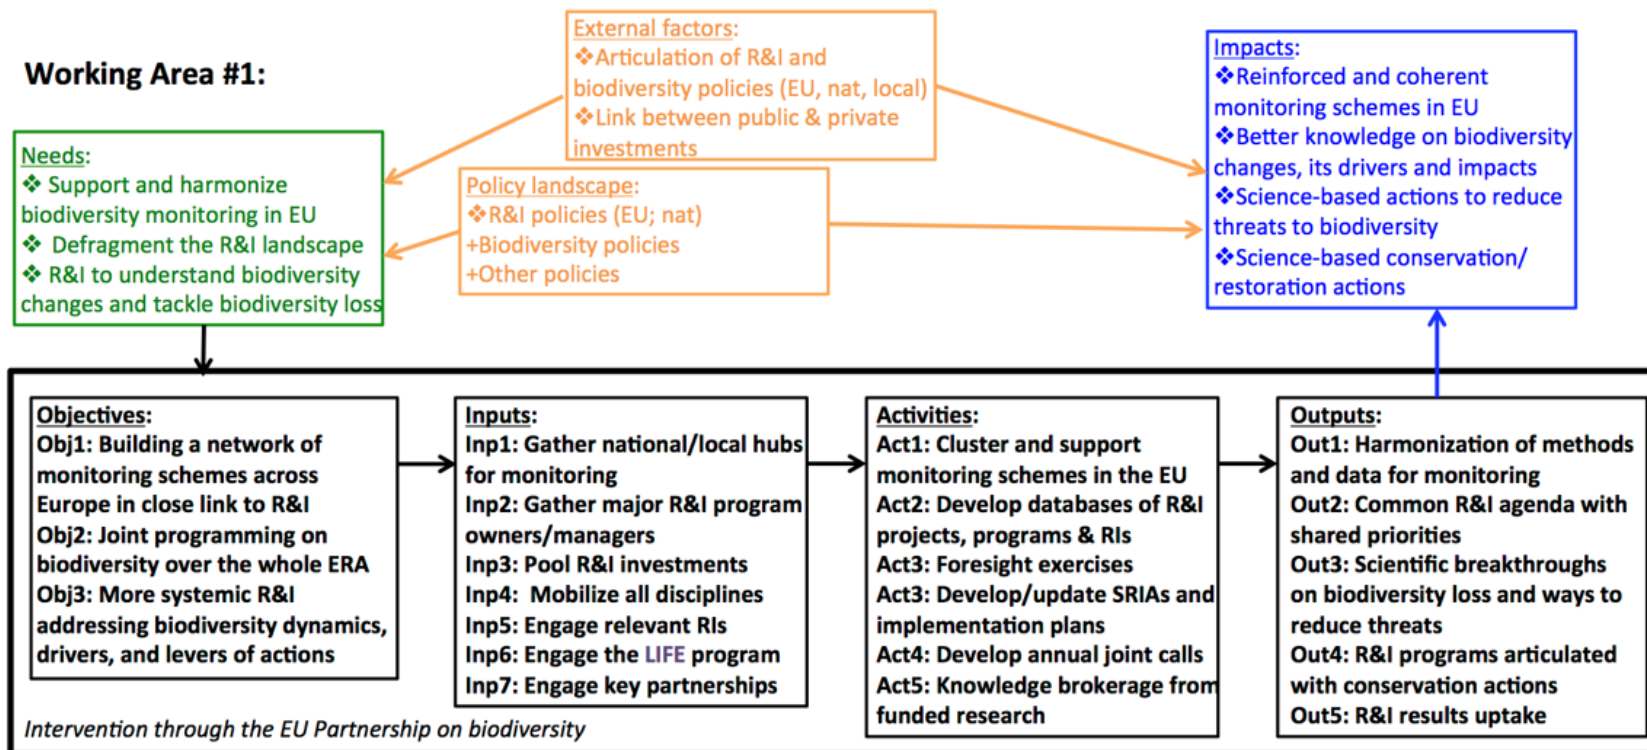 Working Area #1:
External factors:
❖Articulation of R&I and
biodiversity policies (EU, nat, local)
❖Link between public & private
investments
Impacts:
❖Reinforced and coherent
monitoring schemes in EU
❖Better knowledge on biodiversity
changes, its drivers and impacts
❖Science-based actions to reduce
threats to biodiversity
❖Science-based conservation/
restoration actions
Needs:
❖ Support and harmonize
biodiversity monitoring in EU
❖ Defragment the R&I landscape
❖ R&I to understand biodiversity
changes and tackle biodiversity loss
Policy landscape:
❖R&I policies (EU; nat)
+Biodiversity policies
+Other policies
Objectives:
Obj1: Building a network of
monitoring schemes across
Europe in close link to R&I
Obj2: Joint programming on
biodiversity over the whole ERA
Obj3: More systemic R&I
addressing biodiversity dynamics,
drivers, and levers of actions
Inputs:
Inp1: Gather national/local hubs
for monitoring
Inp2: Gather major R&I program
owners/managers
Inp3: Pool R&I investments
Inp4: Mobilize all disciplines
Inp5: Engage relevant RIs
Inp6: Engage the LIFE program
Inp7: Engage key partnerships
Activities:
Act1: Cluster and support
monitoring schemes in the EU
Act2: Develop databases of R&I
projects, programs & RIs
Act3: Foresight exercises
Act3: Develop/update SRIAs and
implementation plans
Act4: Develop annual joint calls
Act5: Knowledge brokerage from
funded research
Outputs:
Out1: Harmonization of methods
and data for monitoring
Out2: Common R&I agenda with
shared priorities
Out3: Scientific breakthroughs
on biodiversity loss and ways to
reduce threats
Out4: R&I programs articulated
with conservation actions
Out5: R&I results uptake
Intervention through the EU Partnership on biodiversity